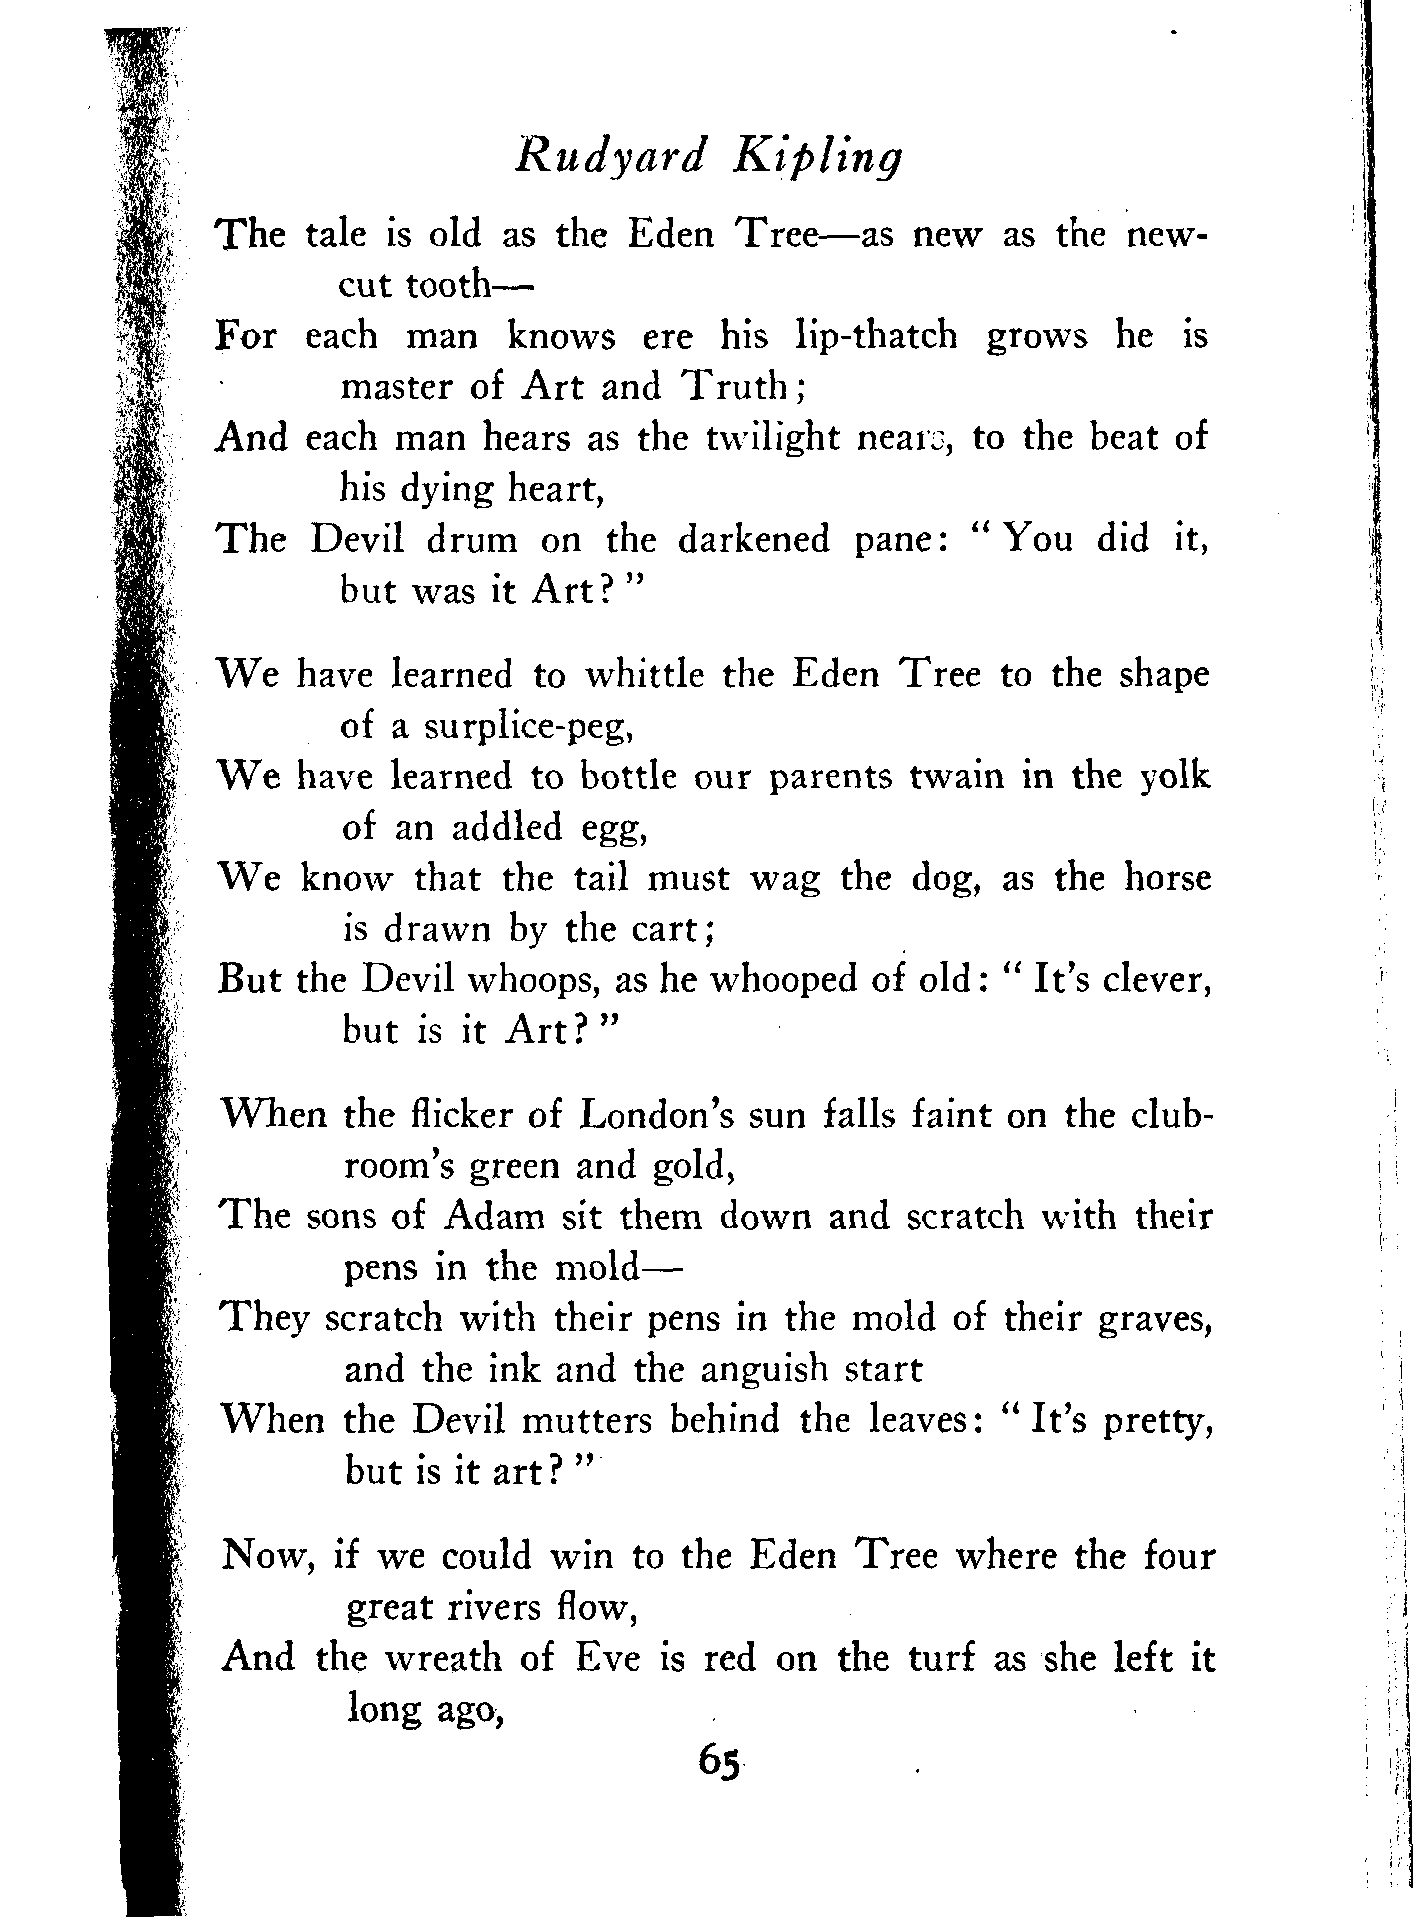 Rudyard Kipling
The tale is old as the Eden Tree—as new as the new-
cut tooth—
For each man knows ere his lip-thatch grows he is
master of Art and Truth;
And each man hears as the twilight nears, to the beat of
his dying heart,
The Devil drum on the darkened pane: " You did it,
but was it Art? "
We have learned to whittle the Eden Tree to the shape
of a surplice-peg,
We have learned to bottle our parents twain in the yolk
of an addled egg,
We know that the tail must wag the dog, as the horse
is drawn by the cart;
But the Devil whoops, as he whooped of old: " It's clever,
but is it Art? "
When the flicker of London's sun falls faint on the club-
room's green and gold,
The sons of Adam sit them down and scratch with their
pens in the mold—
They scratch with their pens in the mold of their graves,
and the ink and the anguish start
When the Devil mutters behind the leaves: " It's pretty,
but is it art? "
Now, if we could win to the Eden Tree where the four
great rivers flow,
And the wreath of Eve is red on the turf as she left it
long ago,
65